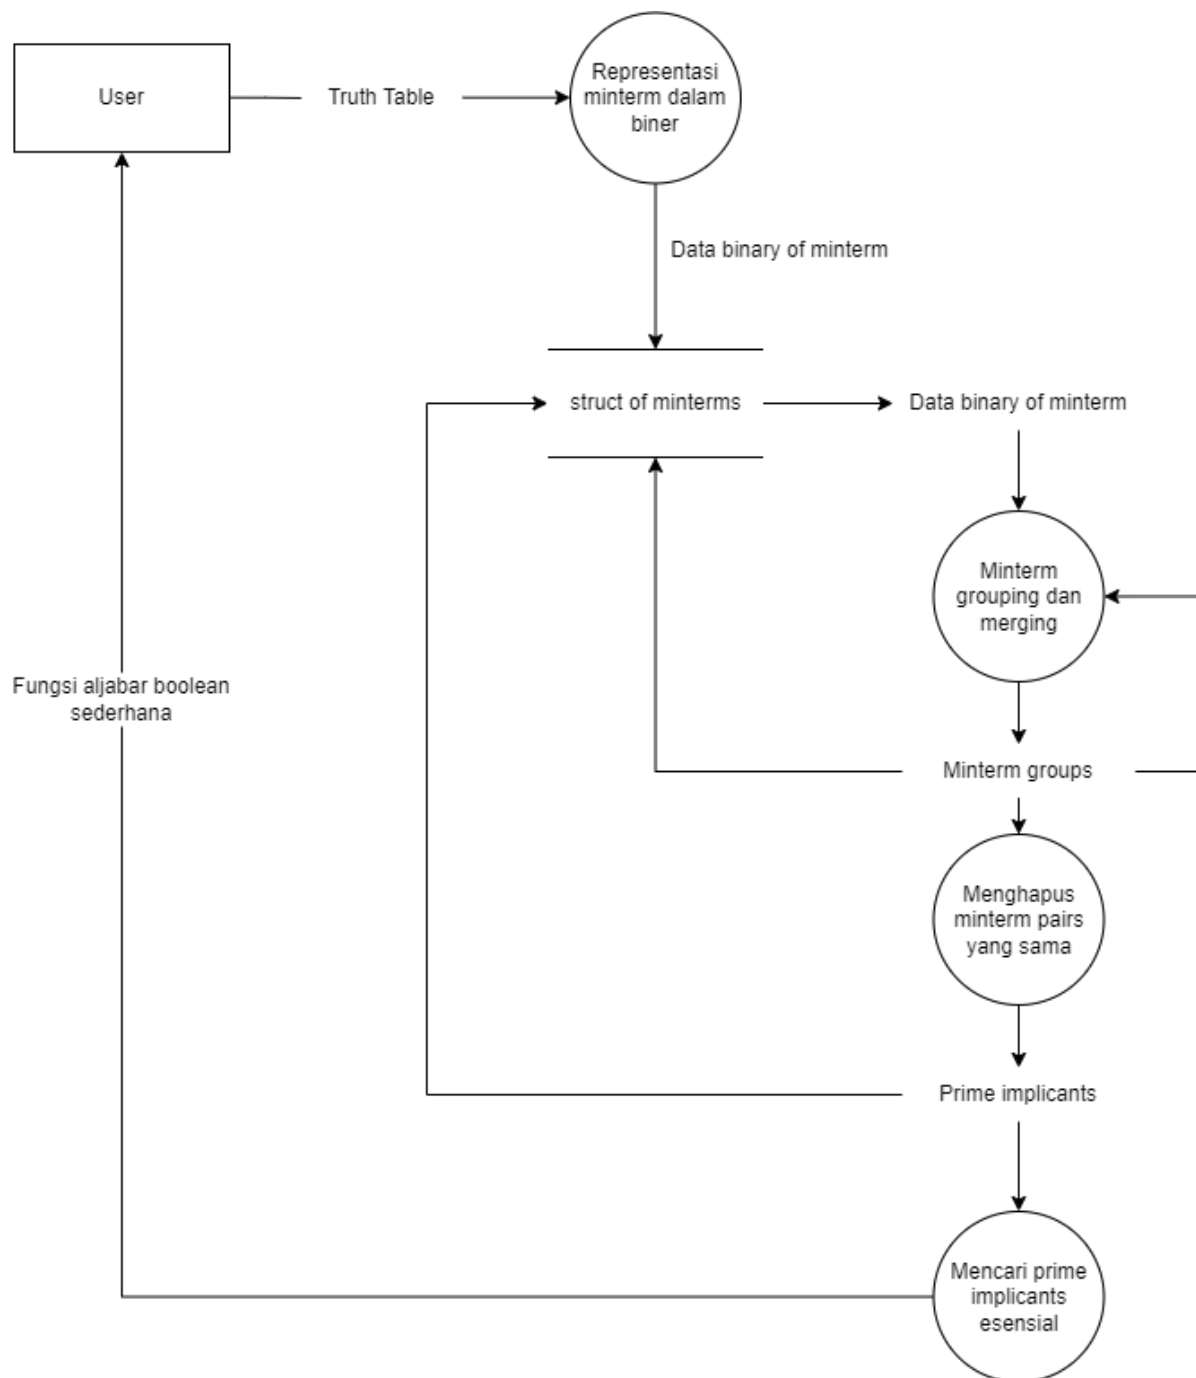 User
Truth Table
Representasi
minterm dalam
biner
Data binary of minterm
struct of minterms
Data binary of minterm
Minterm
grouping dan
merging
Fungsi aljabar boolean
sederhana
Minterm groups
Menghapus
minterm pairs
yang sama
Prime implicants
Mencari prime
implicants
esensial